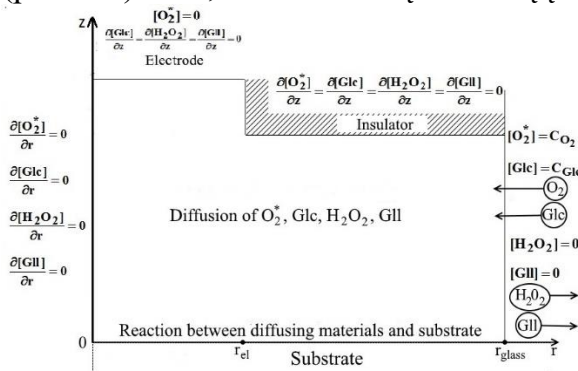 z
[O₂*]=0
∂[Glc]/∂z = ∂[H₂O₂]/∂z = ∂[Gll]/∂z = 0
Electrode
∂[O₂*]/∂z = ∂[Glc]/∂z = ∂[H₂O₂]/∂z = ∂[Gll]/∂z = 0
Insulator
∂[O₂*]/∂r = 0
[O₂*]=C_O₂
∂[Glc]/∂r = 0
[Glc]=C_Glc
O₂
Diffusion of O₂*, Glc, H₂O₂, Gll
Glc
∂[H₂O₂]/∂r = 0
[H₂O₂]=0
∂[Gll]/∂r = 0
[Gll]=0
H₂0₂
Reaction between diffusing materials and substrate
Gll
0
r_el
r_glass
r
Substrate